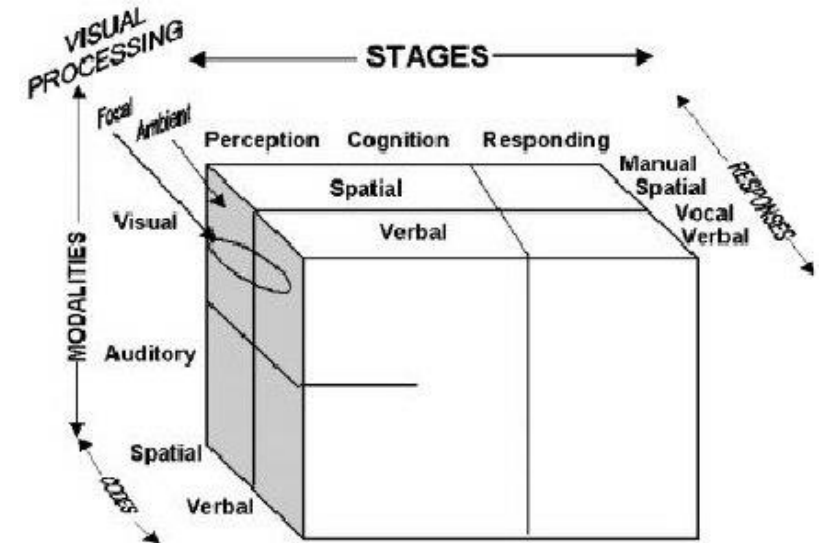 VISUAL
PROCESSING
STAGES
Focal
Ambient
Perception Cognition Responding
Manual
Spatial
Spatial
Vocal
Verbal
Verbal
RESPONSES
Visual
MODALITIES
Auditory
Spatial
Verbal
CODES